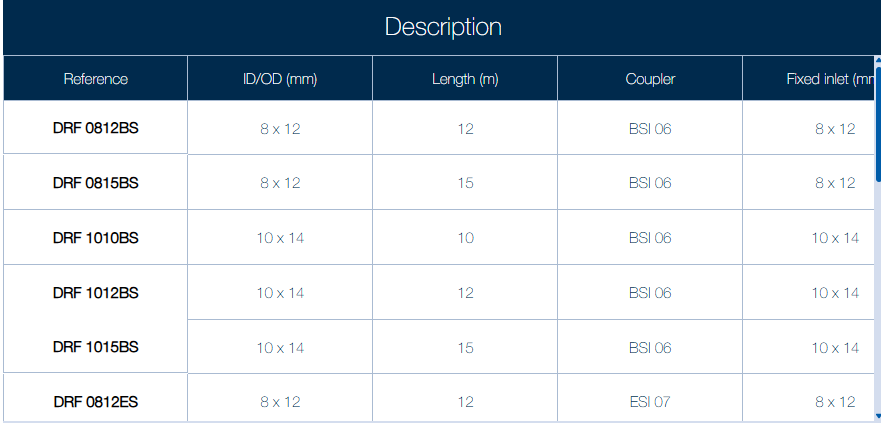 Description
Reference ID/OD (mm) Length (m) Coupler Fixed inlet (mm
DRF 0812BS 8 x 12 12 BSI 06 8 x 12
DRF 0815BS 8 x 12 15 BSI 06 8 x 12
DRF 1010BS 10 x 14 10 BSI 06 10 x 14
DRF 1012BS 10 x 14 12 BSI 06 10 x 14
DRF 1015BS 10 x 14 15 BSI 06 10 x 14
DRF 0812ES 8 x 12 12 ESI 07 8 x 12